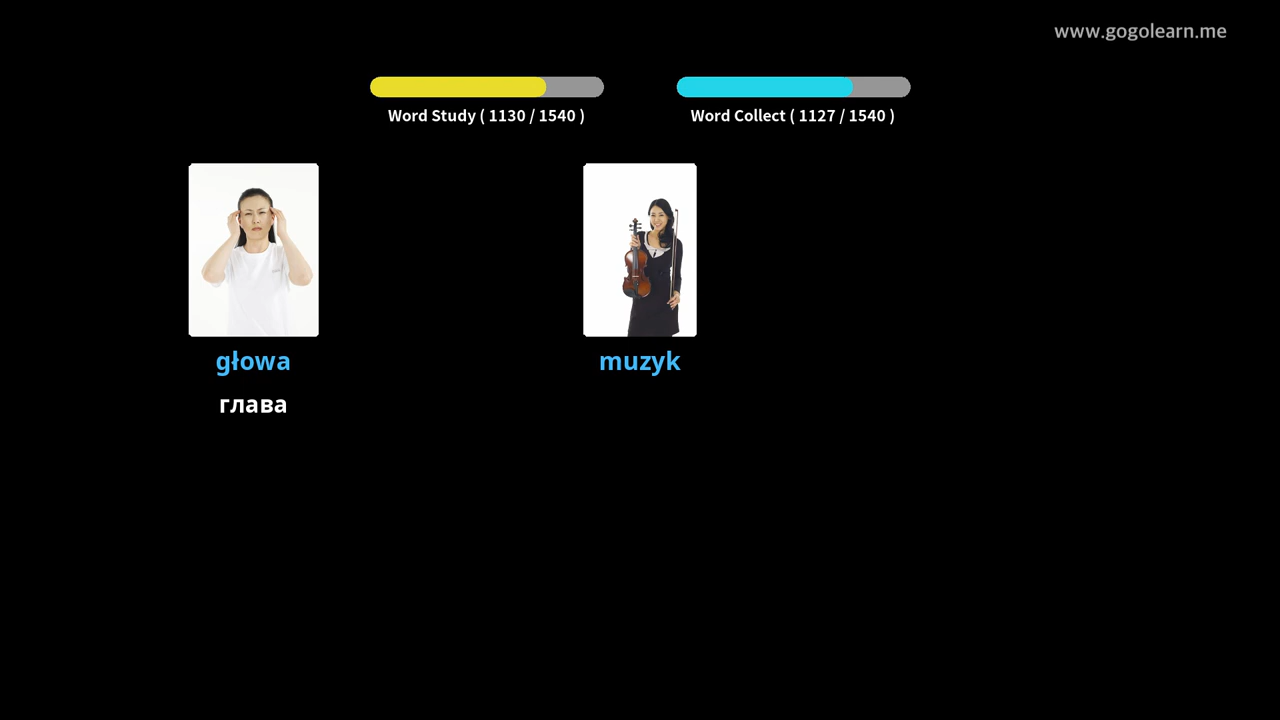 www.gogolearn.me
Word Study ( 1130 / 1540 )
Word Collect ( 1127 / 1540 )
głowa
muzyk
глава